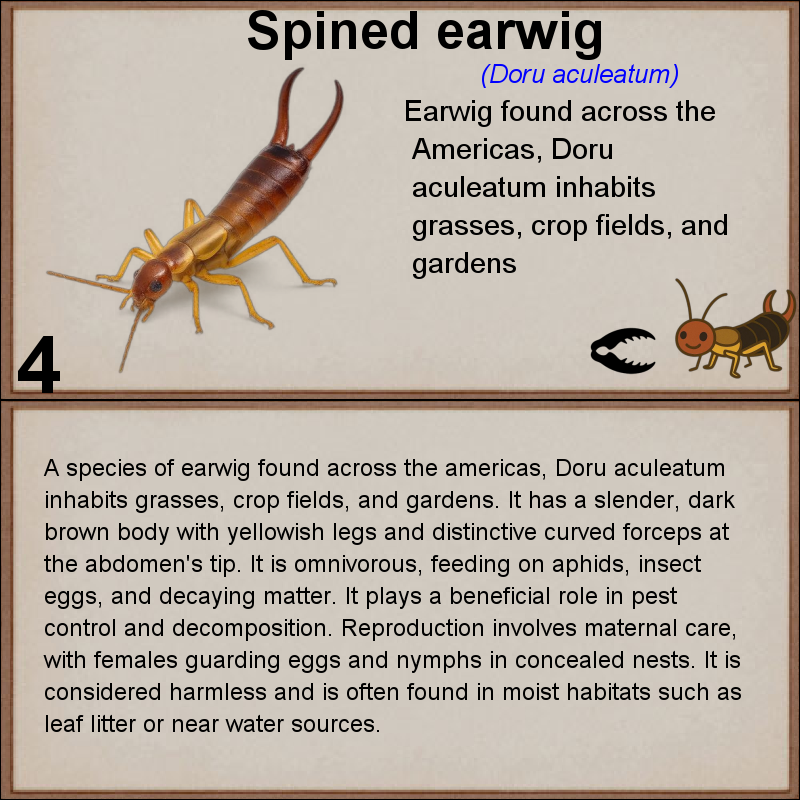 Spined earwig
(Doru aculeatum)
Earwig found across the
Americas, Doru
aculeatum inhabits
grasses, crop fields, and
gardens
4
A species of earwig found across the americas, Doru aculeatum
inhabits grasses, crop fields, and gardens. It has a slender, dark
brown body with yellowish legs and distinctive curved forceps at
the abdomen's tip. It is omnivorous, feeding on aphids, insect
eggs, and decaying matter. It plays a beneficial role in pest
control and decomposition. Reproduction involves maternal care,
with females guarding eggs and nymphs in concealed nests. It is
considered harmless and is often found in moist habitats such as
leaf litter or near water sources.